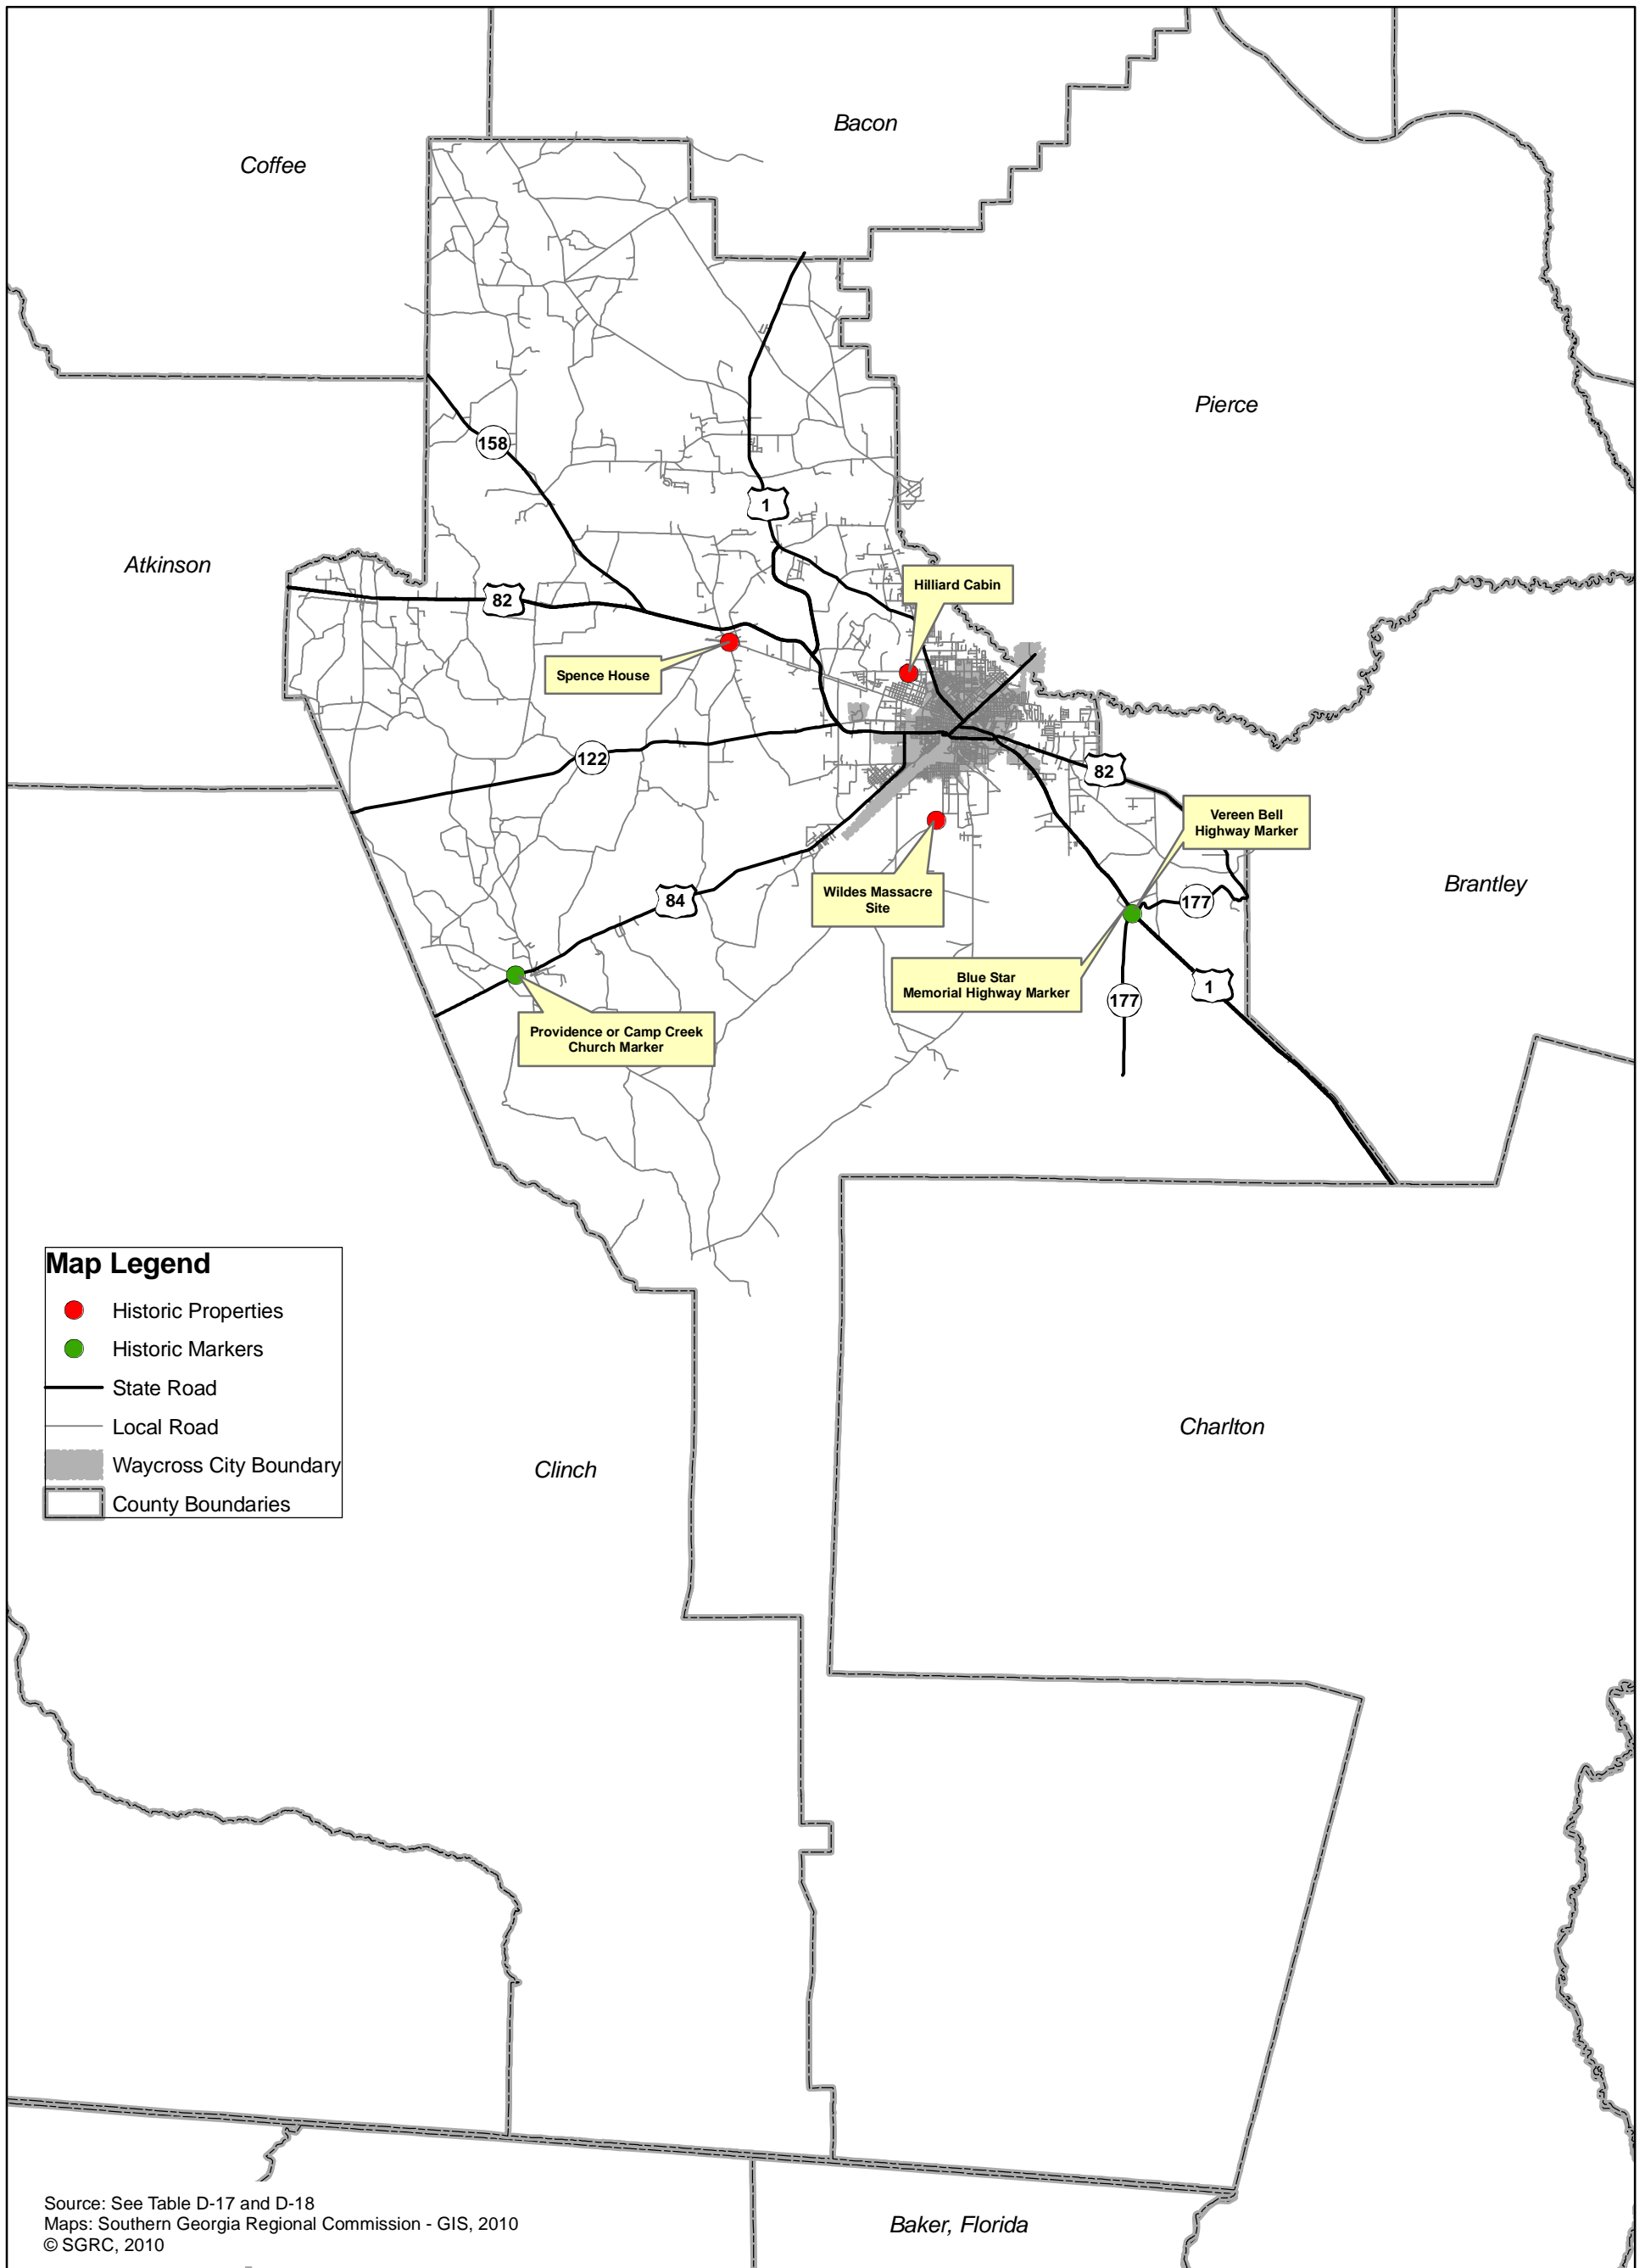 Bacon
Coffee
Pierce
158
1
Atkinson
Hilliard Cabin
82
Spence House
122
82
Vereen Bell
Highway Marker
Wildes Massacre
Site
Brantley
84
177
Blue Star
Memorial Highway Marker
1
177
Providence or Camp Creek
Church Marker
Map Legend
Historic Properties
Historic Markers
State Road
Local Road
Waycross City Boundary
County Boundaries
Charlton
Clinch
Source: See Table D-17 and D-18
Maps: Southern Georgia Regional Commission - GIS, 2010
© SGRC, 2010
Baker, Florida